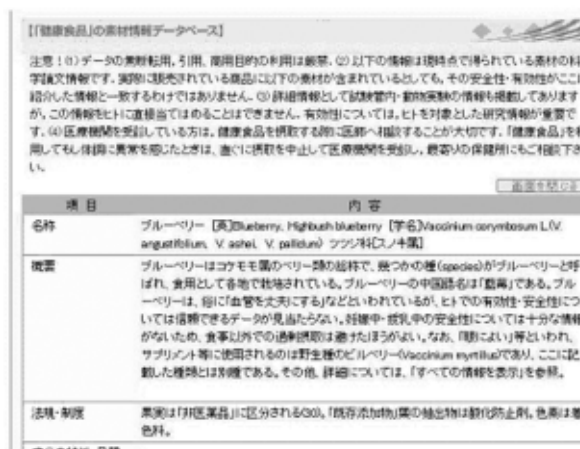 【「健康食品」の素材情報データベース】
注意！(1)データの無断転用、引用、商用目的の利用は厳禁。(2)以下の情報は現時点で得られている素材の科
学論文情報です。実際に販売されている商品に以下の素材が含まれているとしても、その安全性・有効性がここに
紹介した情報と一致するわけではありません。(3)詳細情報として試験管内・動物実験の情報も掲載してあります
が、この情報をヒトに直接当てはめることはできません。有効性については、ヒトを対象とした研究情報が重要で
す。(4)医療機関を受診している方は、健康食品を摂取する際に医師へ相談することが大切です。「健康食品」を利
用してもし体調に異常を感じたときは、直ぐに摂取を中止して医療機関を受診し、最寄りの保健所にもご相談下さ
い。
画面を閉じる
項目 内容
名称 ブルーベリー [英]Blueberry, Highbush blueberry [学名]Vaccinium corymbosum L.(V.
angustifolium, V. ashei, V. pallidum) ツツジ科[スノキ属]
概要 ブルーベリーはコケモモ属のベリー類の総称で、幾つかの種(species)がブルーベリーと呼
ばれ、食用として各地で栽培されている。ブルーベリーの中国語名は「藍莓」である。ブル
ーベリーは、俗に「血管を丈夫にする」などといわれているが、ヒトでの有効性・安全性につ
いては信頼できるデータが見当たらない。妊娠中・授乳中の安全性については十分な情報
がないため、食事以外での過剰摂取は避けたほうがよい。なお、「眼によい」等といわれ、
サプリメント等に使用されるのは野生種のビルベリー(Vaccinium myrtillus)であり、ここに記
載した種類とは別種である。その他、詳細については、「すべての情報を表示」を参照。
法規・制度 果実は「非医薬品」に区分される(30)。「既存添加物」葉の抽出物は酸化防止剤。色素は着
色料。